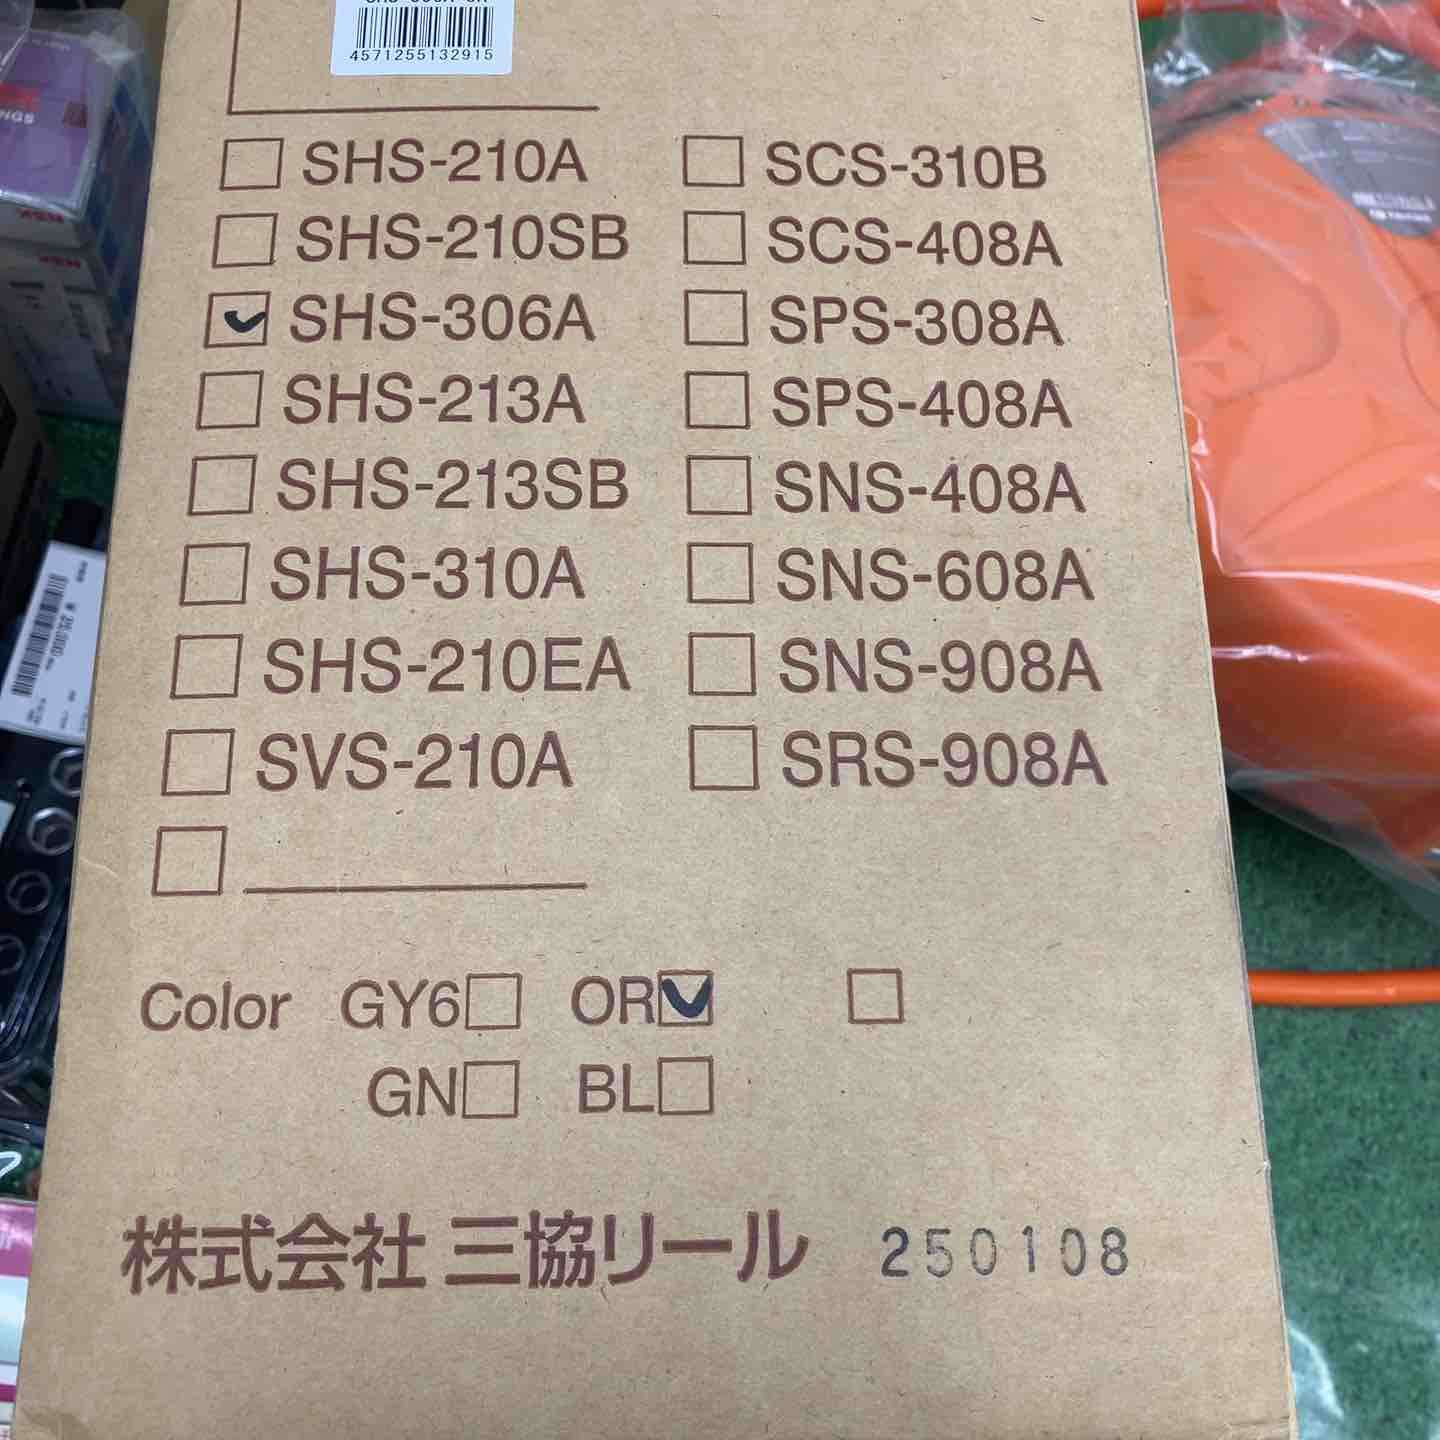 4571255132915
SHS-210A
SCS-310B
SHS-210SB
SCS-408A
SHS-306A
SPS-308A
SHS-213A
SPS-408A
SHS-213SB
SNS-408A
SHS-310A
SNS-608A
SHS-210EA
SNS-908A
SVS-210A
SRS-908A
Color GY6 OR
GN BL
株式会社 三協リール 250108
NSK